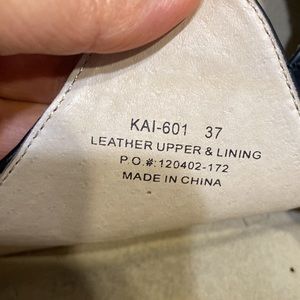 KAI-601 37
LEATHER UPPER & LINING
P.O.#:120402-172
MADE IN CHINA